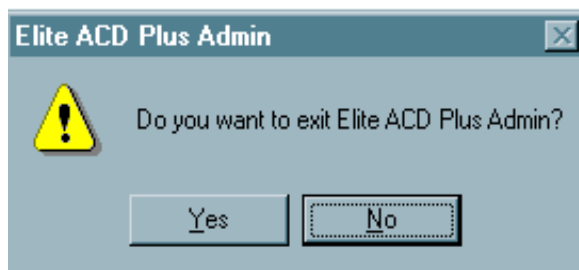 Elite ACD Plus Admin
Do you want to exit Elite ACD Plus Admin?
Yes No